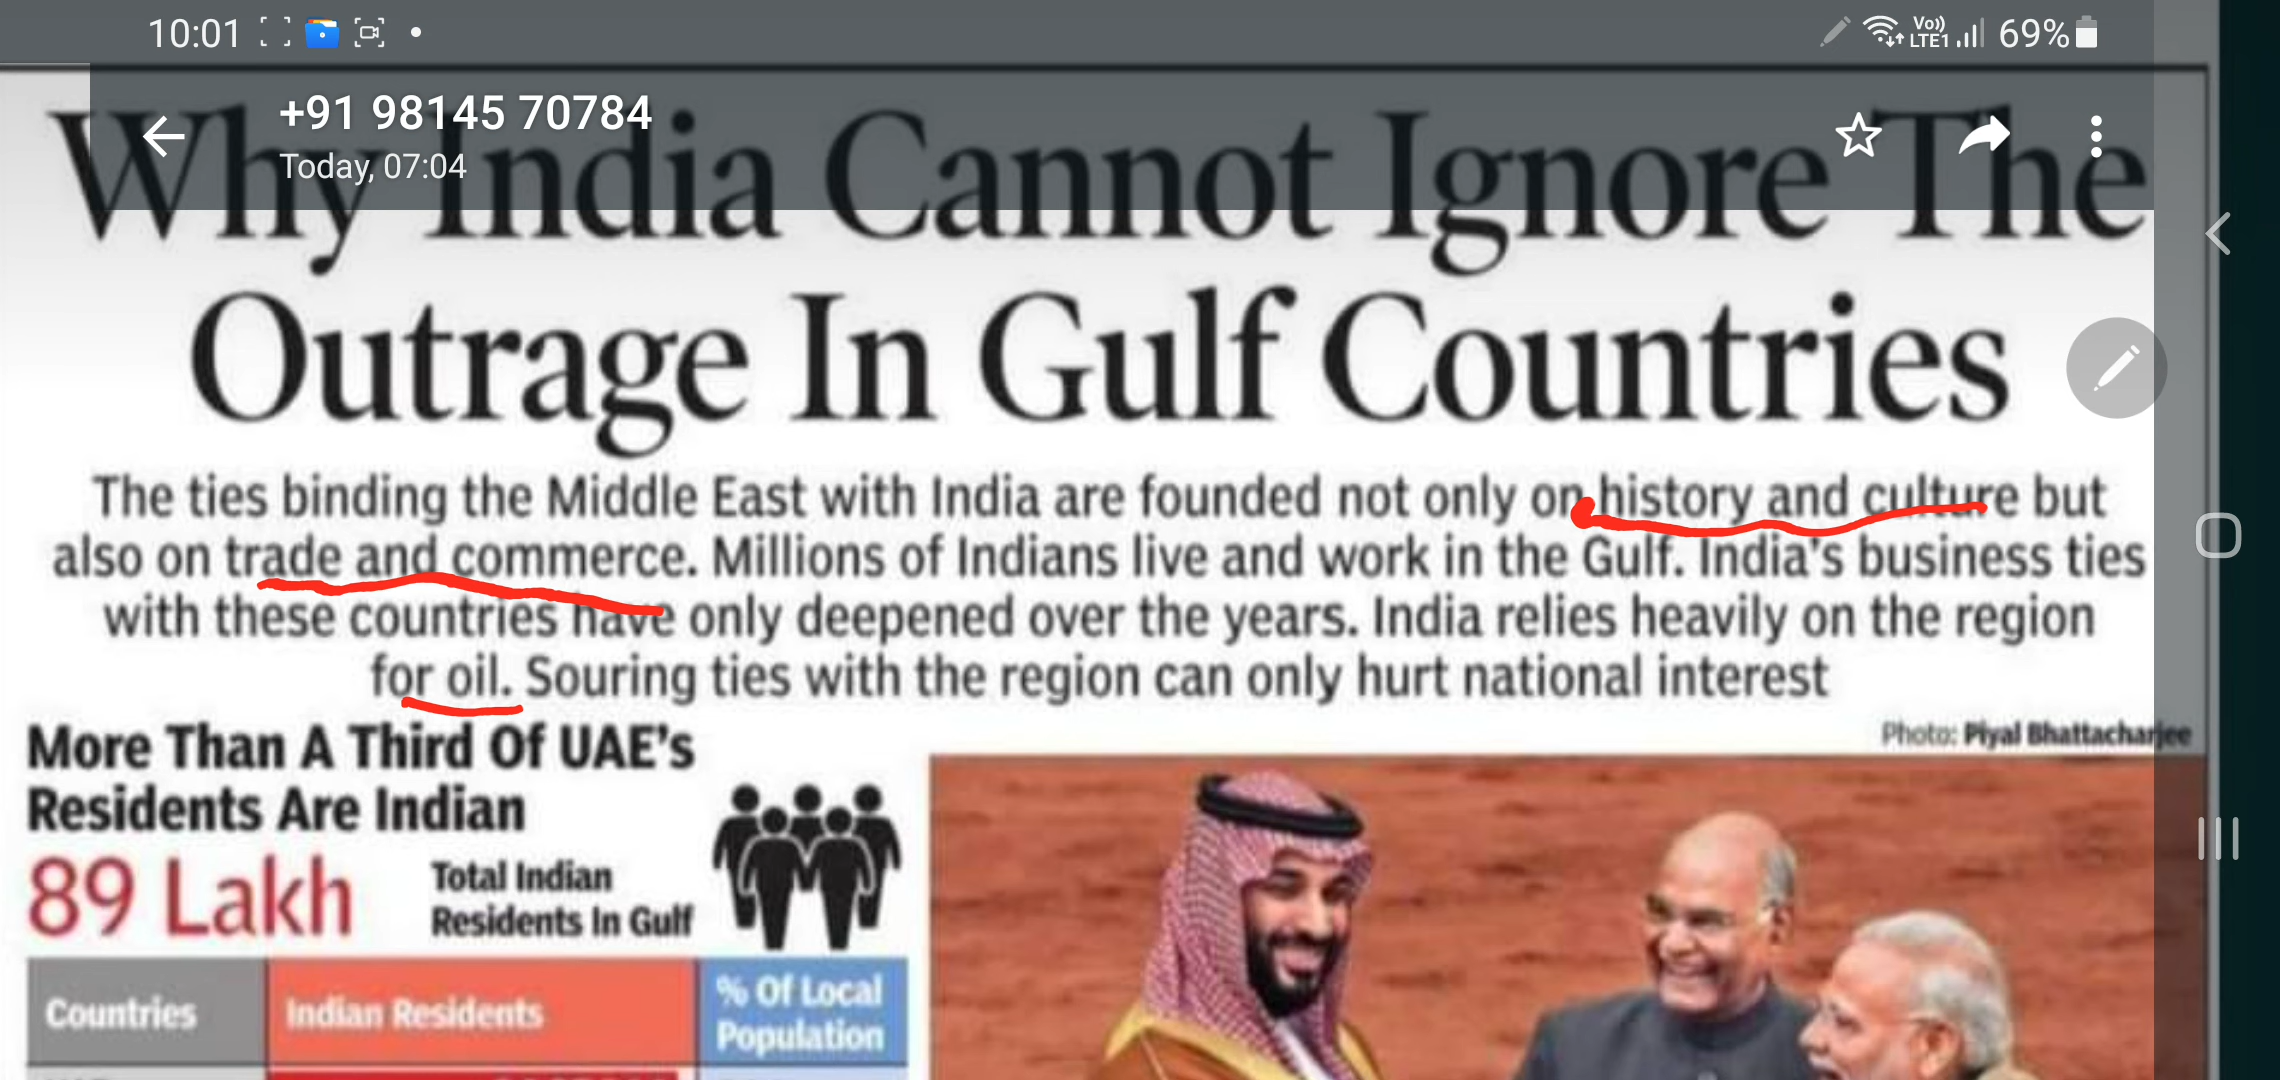 10:01
Vo))
LTE1
69%
+91 98145 70784
Today, 07:04
Why India Cannot Ignore The
Outrage In Gulf Countries
The ties binding the Middle East with India are founded not only on history and culture but
also on trade and commerce. Millions of Indians live and work in the Gulf. India's business ties
with these countries have only deepened over the years. India relies heavily on the region
for oil. Souring ties with the region can only hurt national interest
Photo: Piyal Bhattacharjee
More Than A Third Of UAE's
Residents Are Indian
89 Lakh
Total Indian
Residents In Gulf
Countries
Indian Residents
% Of Local
Population